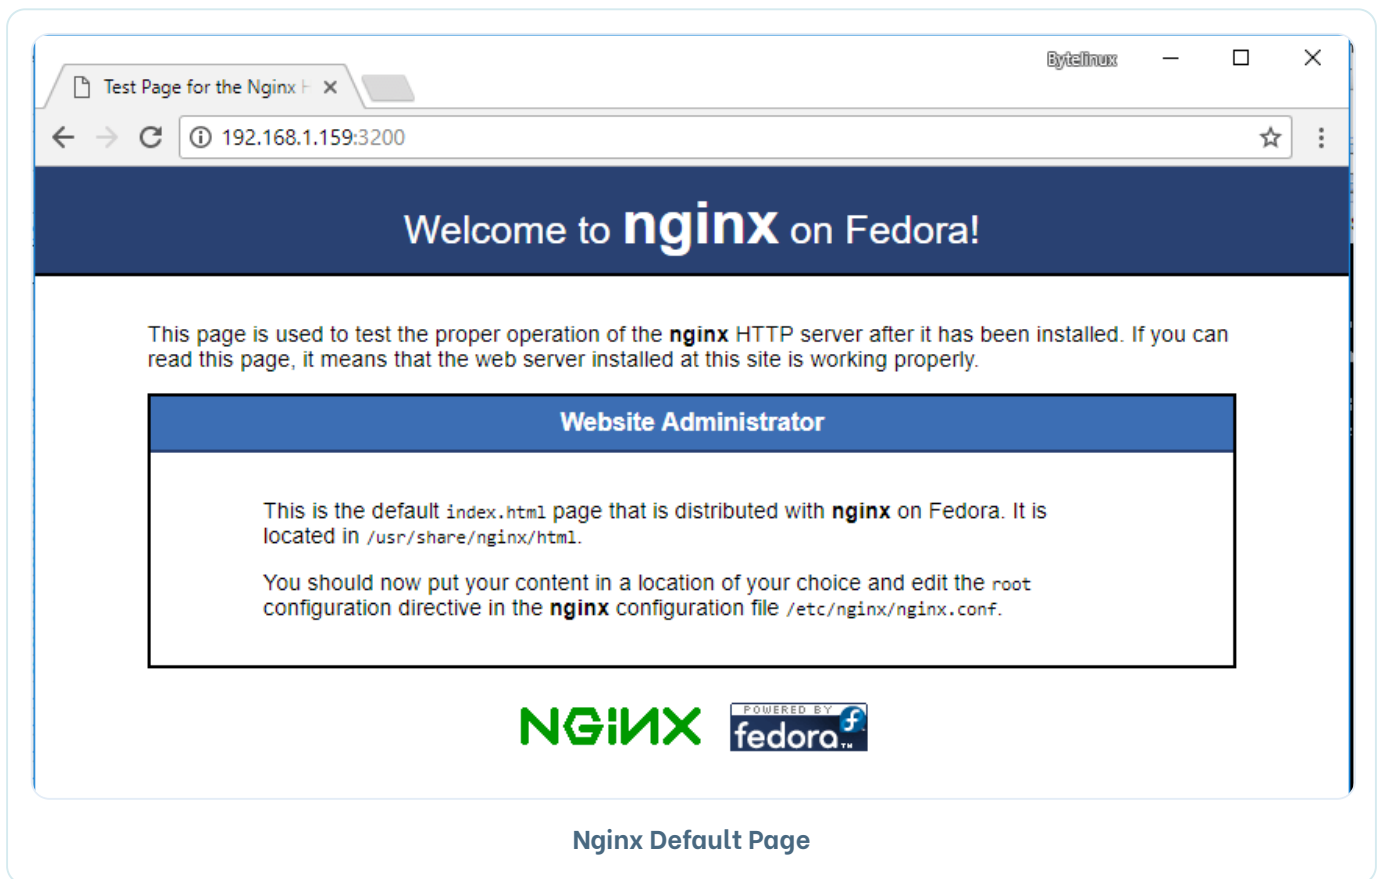 Bytelinux
Test Page for the Nginx H
192.168.1.159:3200
Welcome to nginx on Fedora!
This page is used to test the proper operation of the nginx HTTP server after it has been installed. If you can
read this page, it means that the web server installed at this site is working properly.
Website Administrator
This is the default index.html page that is distributed with nginx on Fedora. It is
located in /usr/share/nginx/html.
You should now put your content in a location of your choice and edit the root
configuration directive in the nginx configuration file /etc/nginx/nginx.conf.
NGINX
POWERED BY
fedora™
Nginx Default Page